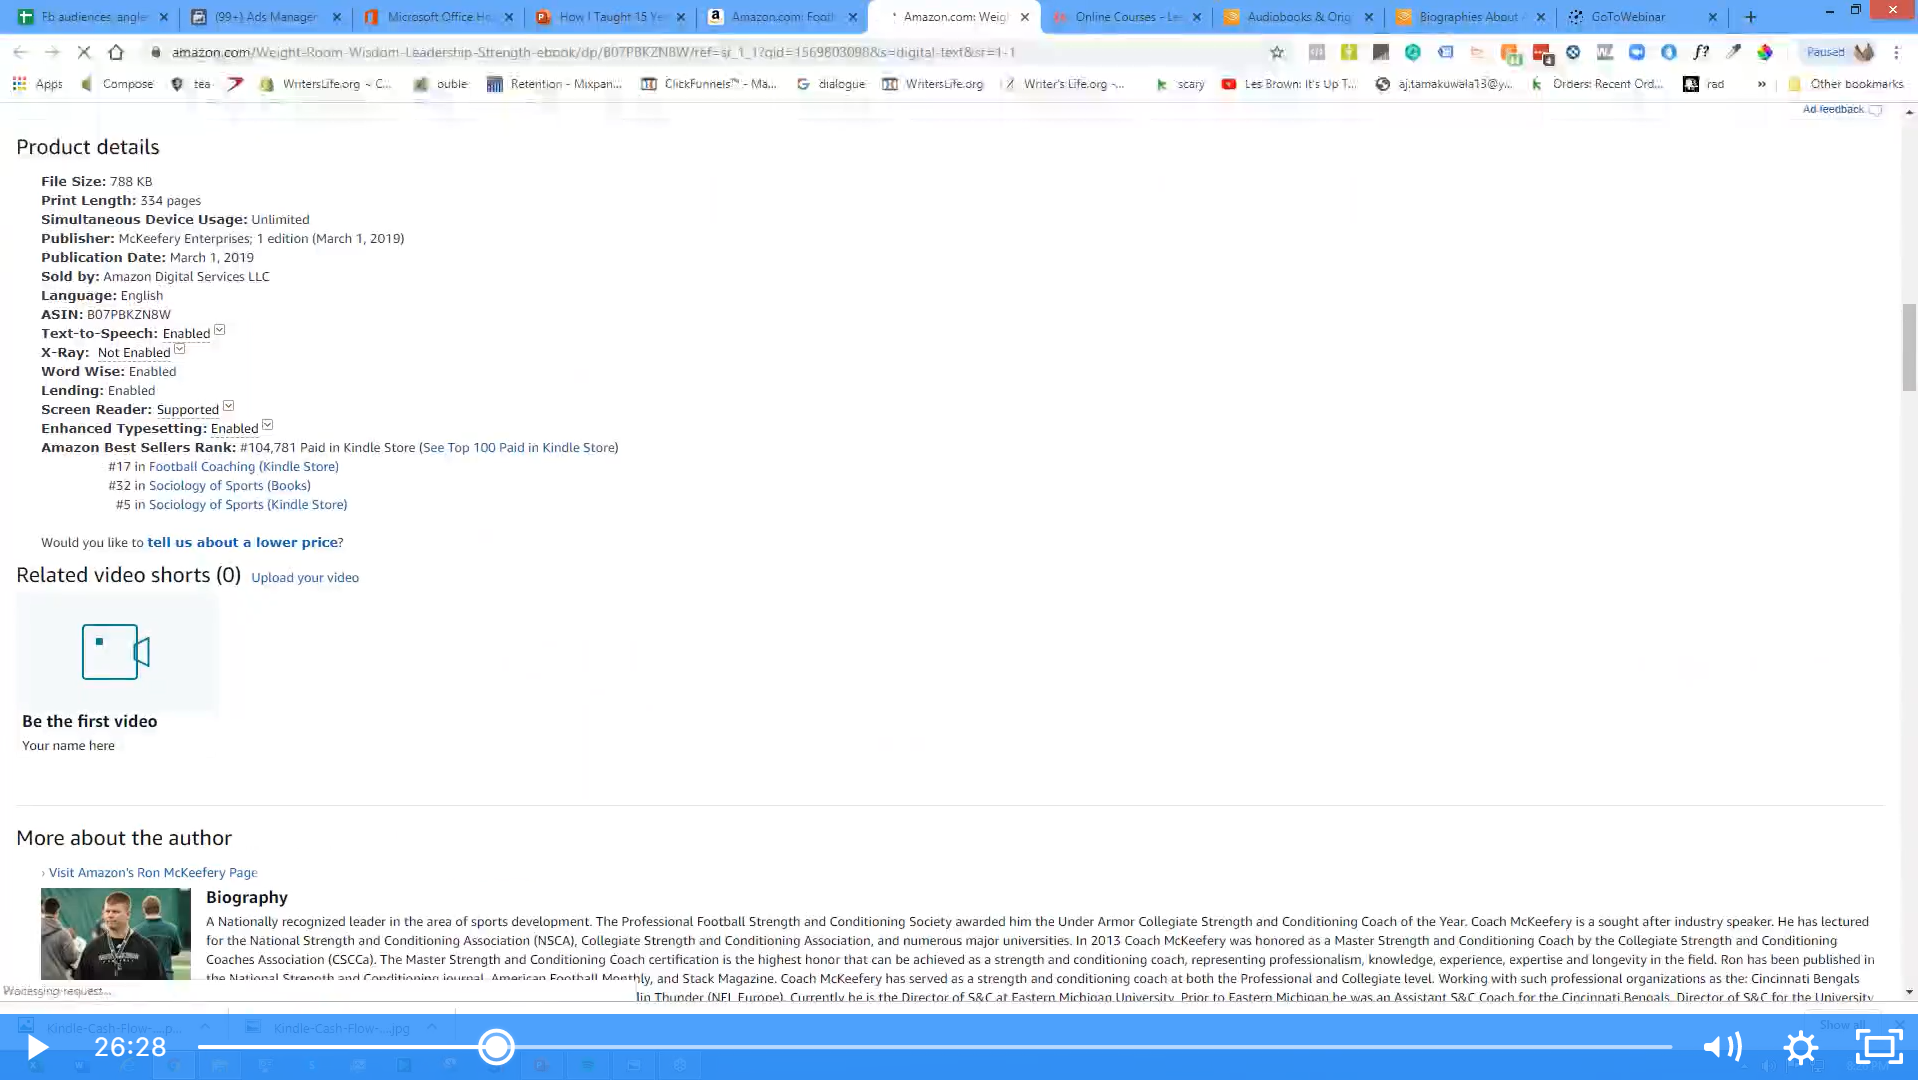 Fb audiences, angle
(99+) Ads Manager
Microsoft Office Ho
How I Taught 15 Ye
Amazon.com: Footl
Amazon.com: Weig
Online Courses - Le
Audiobooks & Orig
Biographies About
GoToWebinar
amazon.com/Weight-Room-Wisdom-Leadership-Strength-ebook/dp/B07PBKZN8W/ref=sr_1_1?qid=1569803098&s=digital-text&sr=1-1
Paused
Apps
Compose
tea
WritersLife.org ~ C...
ouble
Retention - Mixpan...
ClickFunnels™ - Ma...
dialogue
WritersLife.org
Writer's Life.org -...
scary
Les Brown: It's Up T...
aj.tamakuwala13@y...
Orders: Recent Ord...
rad
»
Other bookmarks
Ad feedback
Product details
File Size: 788 KB
Print Length: 334 pages
Simultaneous Device Usage: Unlimited
Publisher: McKeefery Enterprises; 1 edition (March 1, 2019)
Publication Date: March 1, 2019
Sold by: Amazon Digital Services LLC
Language: English
ASIN: B07PBKZN8W
Text-to-Speech: Enabled
X-Ray: Not Enabled
Word Wise: Enabled
Lending: Enabled
Screen Reader: Supported
Enhanced Typesetting: Enabled
Amazon Best Sellers Rank: #104,781 Paid in Kindle Store (See Top 100 Paid in Kindle Store)
#17 in Football Coaching (Kindle Store)
#32 in Sociology of Sports (Books)
#5 in Sociology of Sports (Kindle Store)
Would you like to tell us about a lower price?
Related video shorts (0) Upload your video
Be the first video
Your name here
More about the author
› Visit Amazon's Ron McKeefery Page
Biography
A Nationally recognized leader in the area of sports development. The Professional Football Strength and Conditioning Society awarded him the Under Armor Collegiate Strength and Conditioning Coach of the Year. Coach McKeefery is a sought after industry speaker. He has lectured
for the National Strength and Conditioning Association (NSCA), Collegiate Strength and Conditioning Association, and numerous major universities. In 2013 Coach McKeefery was honored as a Master Strength and Conditioning Coach by the Collegiate Strength and Conditioning
Coaches Association (CSCCA). The Master Strength and Conditioning Coach certification is the highest honor that can be achieved as a strength and conditioning coach, representing professionalism, knowledge, experience, expertise and longevity in the field. Ron has been published in
the National Strength and Conditioning journal, American Football Monthly, and Stack Magazine. Coach McKeefery has served as a strength and conditioning coach at both the Professional and Collegiate level. Working with such professional organizations as the: Cincinnati Bengals
lin Thunder (NFL Europe). Currently he is the Director of S&C at Eastern Michigan University. Prior to Eastern Michigan he was an Assistant S&C Coach for the Cincinnati Bengals, Director of S&C for the University
Kindle-Cash-Flow-....p...
Kindle-Cash-Flow-....jpg
Show all
26:28